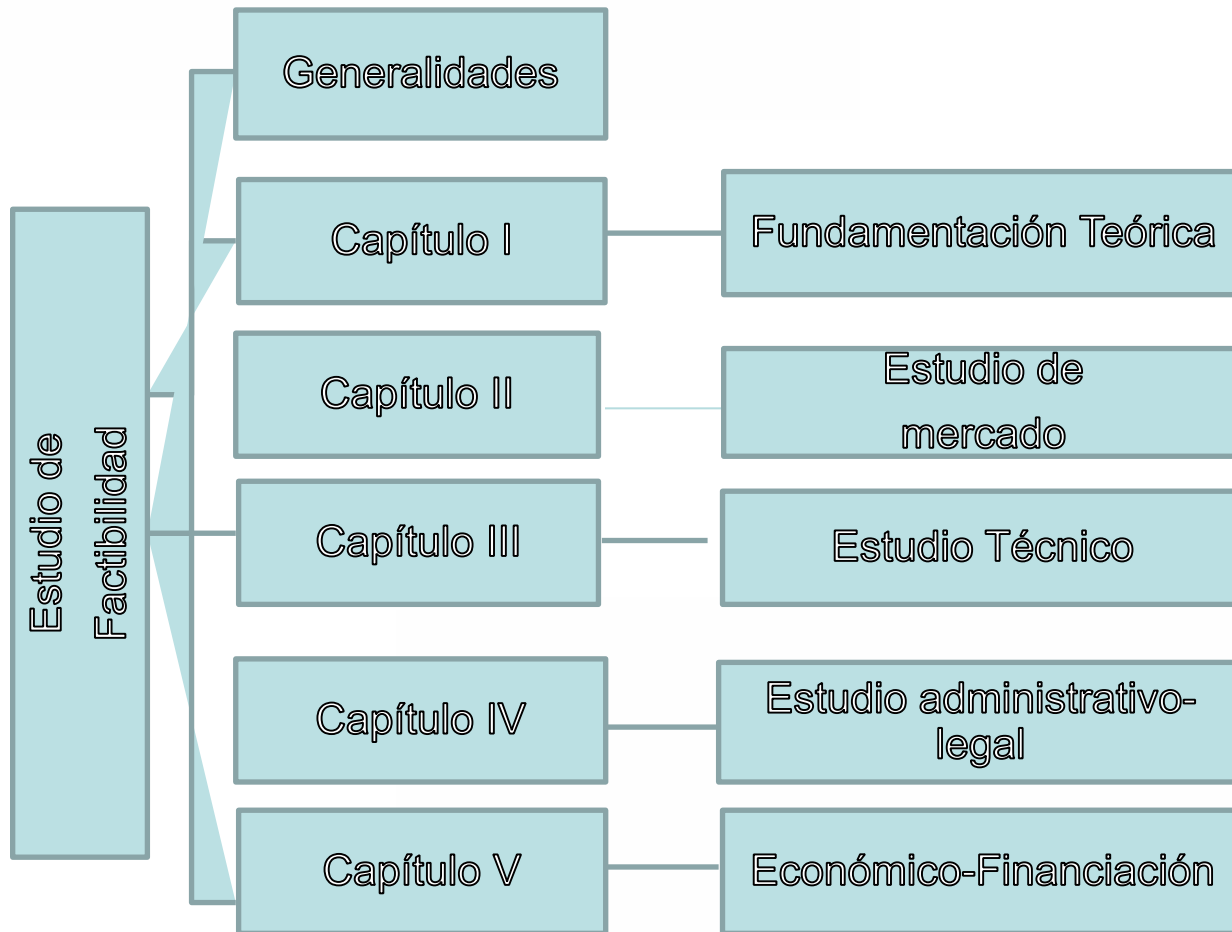 Estudio de
Factibilidad
Generalidades
Capítulo I
Fundamentación Teórica
Capítulo II
Estudio de
mercado
Capítulo III
Estudio Técnico
Capítulo IV
Estudio administrativo-
legal
Capítulo V
Económico-Financiación